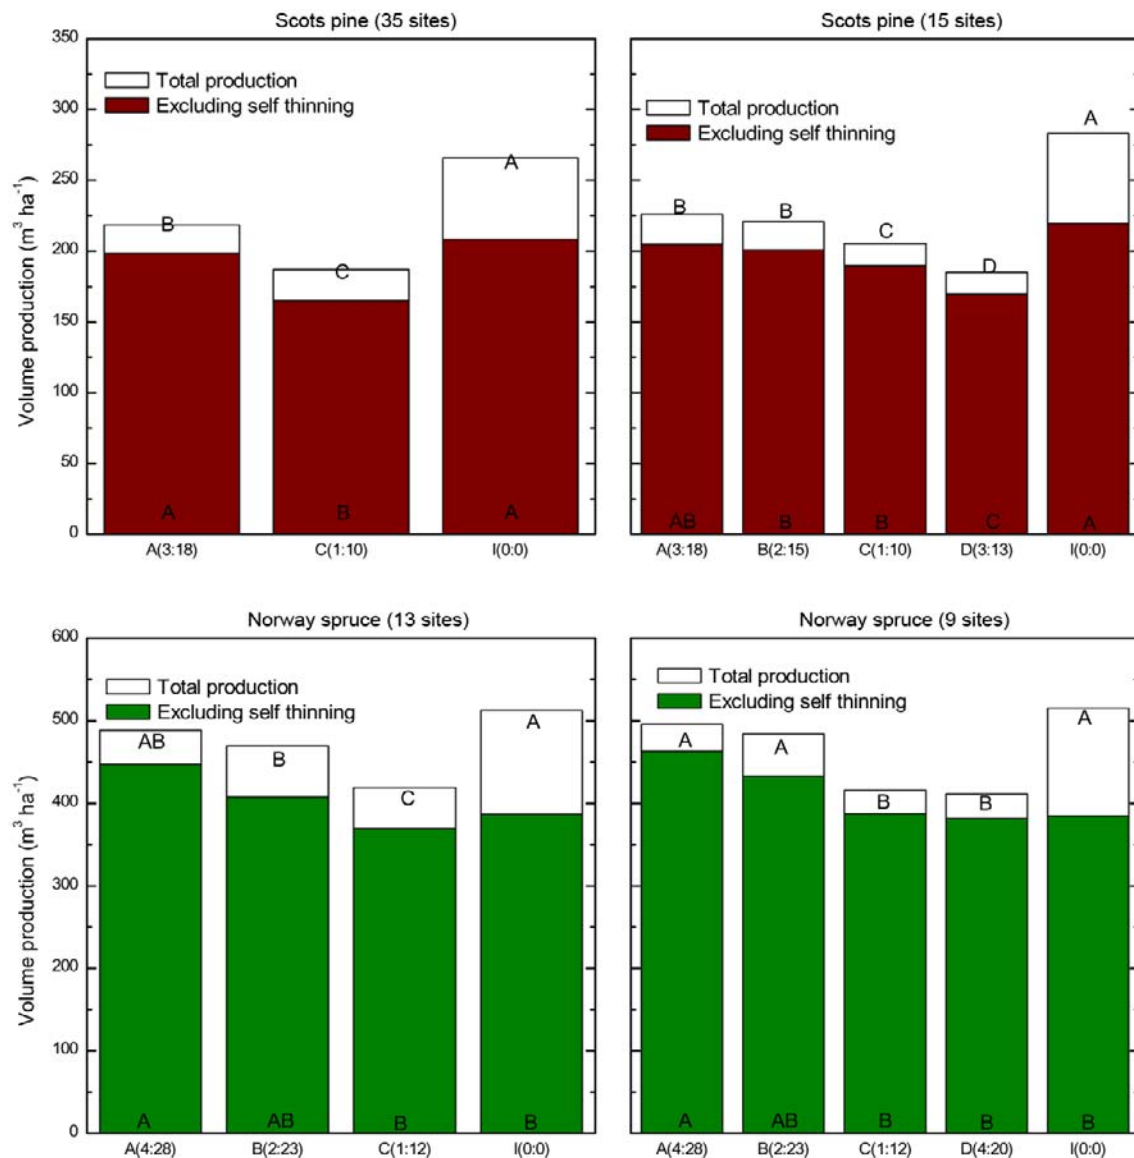 Scots pine (35 sites)
Scots pine (15 sites)
350
300
250
200
150
100
50
0
Volume production (m³ ha⁻¹)
Total production
Excluding self thinning
B
C
A
A
B
A
A(3:18)
C(1:10)
I(0:0)
Total production
Excluding self thinning
B
B
C
D
A
AB
B
B
C
A
A(3:18)
B(2:15)
C(1:10)
D(3:13)
I(0:0)
Norway spruce (13 sites)
Norway spruce (9 sites)
600
500
400
300
200
100
0
Volume production (m³ ha⁻¹)
Total production
Excluding self thinning
AB
B
C
A
A
AB
B
B
A(4:28)
B(2:23)
C(1:12)
I(0:0)
Total production
Excluding self thinning
A
A
B
B
A
A
AB
B
B
B
A(4:28)
B(2:23)
C(1:12)
D(4:20)
I(0:0)